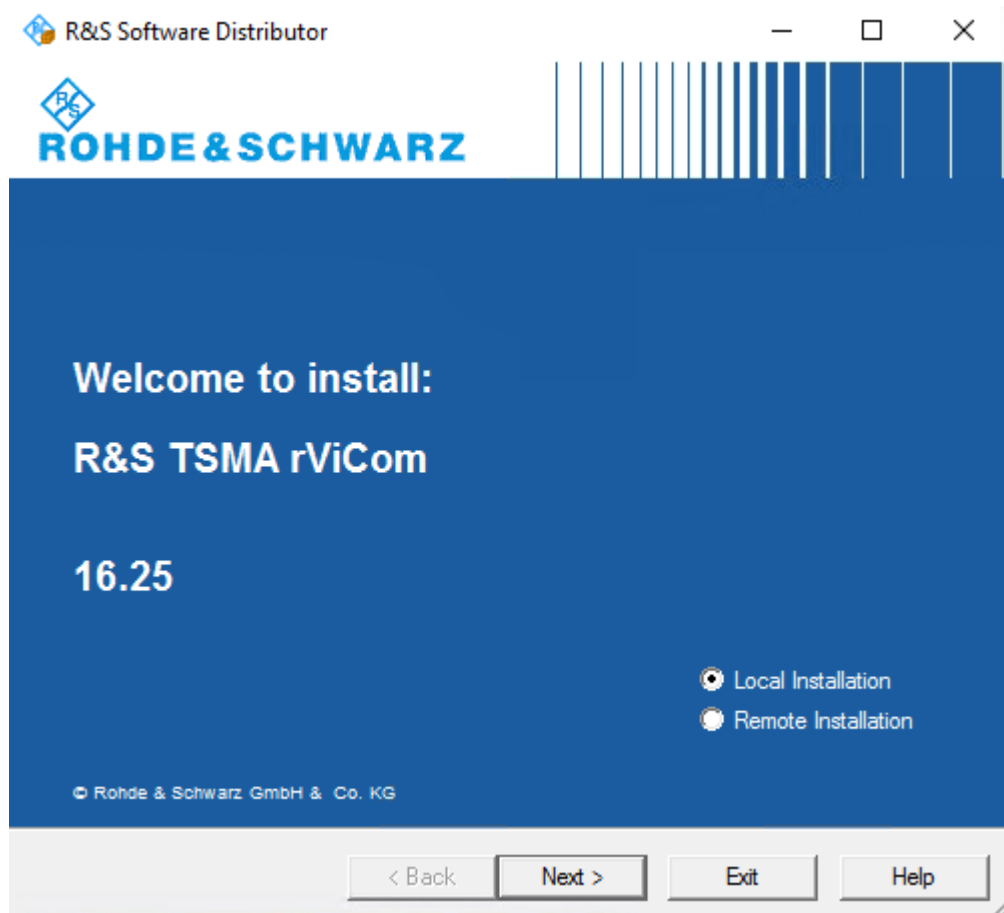 R&S Software Distributor
R&S
ROHDE&SCHWARZ
Welcome to install:
R&S TSMA rViCom
16.25
Local Installation
Remote Installation
© Rohde & Schwarz GmbH & Co. KG
< Back Next > Exit Help